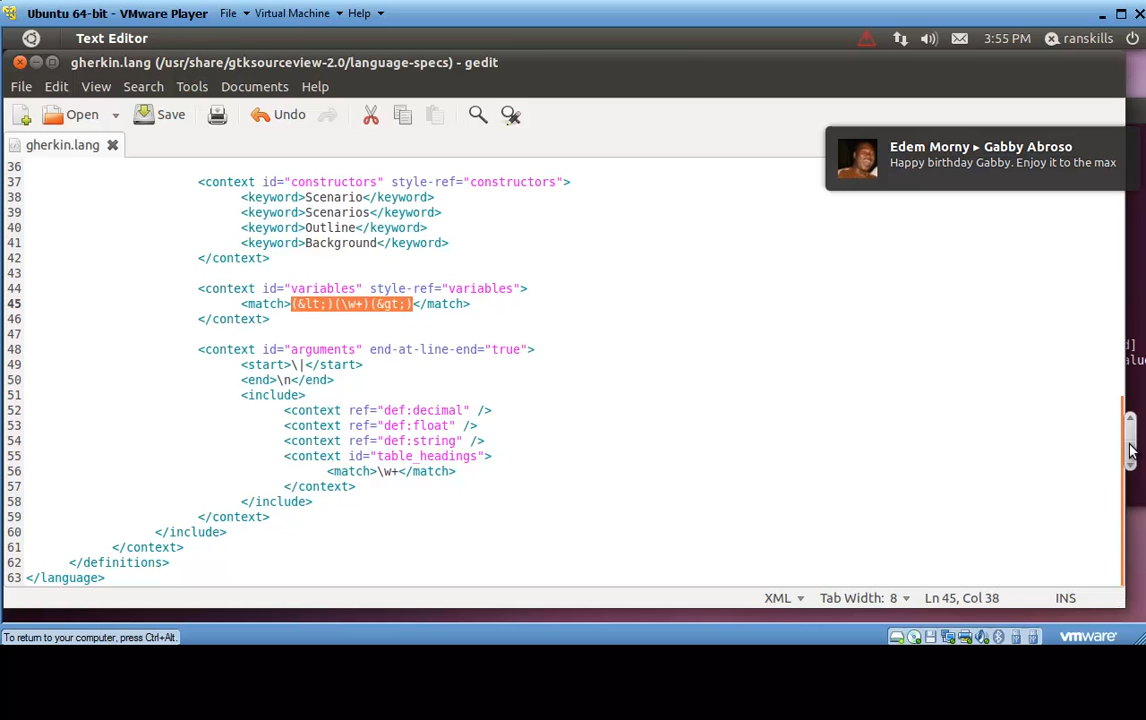 Ubuntu 64-bit - VMware Player File Virtual Machine Help
Text Editor 3:55 PM ranskills
gherkin.lang (/usr/share/gtksourceview-2.0/language-specs) - gedit
File Edit View Search Tools Documents Help
Open Save Undo
gherkin.lang
Edem Morny ▸ Gabby Abroso
Happy birthday Gabby. Enjoy it to the max
36
37 <context id="constructors" style-ref="constructors">
38 <keyword>Scenario</keyword>
39 <keyword>Scenarios</keyword>
40 <keyword>Outline</keyword>
41 <keyword>Background</keyword>
42 </context>
43
44 <context id="variables" style-ref="variables">
45 <match>(&lt;)(\w+)(&gt;)</match>
46 </context>
47
48 <context id="arguments" end-at-line-end="true">
49 <start>\|</start>
50 <end>\n</end>
51 <include>
52 <context ref="def:decimal" />
53 <context ref="def:float" />
54 <context ref="def:string" />
55 <context id="table_headings">
56 <match>\w+</match>
57 </context>
58 </include>
59 </context>
60 </include>
61 </context>
62 </definitions>
63 </language>
XML Tab Width: 8 Ln 45, Col 38 INS
To return to your computer, press Ctrl+Alt. vmware